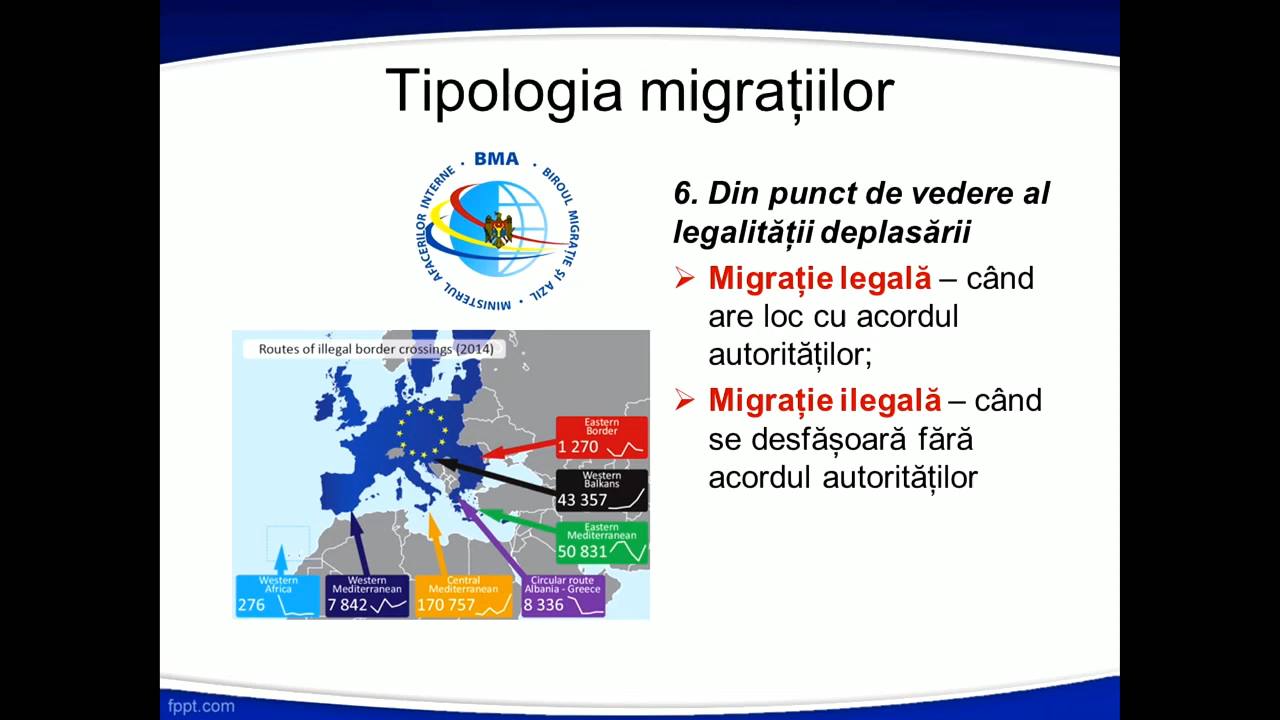 Tipologia migrațiilor
BMA
MINISTERUL AFACERILOR INTERNE · BMA · BIROUL MIGRAȚIE ȘI AZIL ·
6. Din punct de vedere al
legalității deplasării
Migrație legală – când
are loc cu acordul
autorităților;
Migrație ilegală – când
se desfășoară fără
acordul autorităților
Routes of illegal border crossings (2014)
Eastern
Border
1 270
Western
Balkans
43 357
Eastern
Mediterranean
50 831
Western
Africa
276
Western
Mediterranean
7 842
Central
Mediterranean
170 757
Circular route
Albania - Greece
8 336
fppt.com